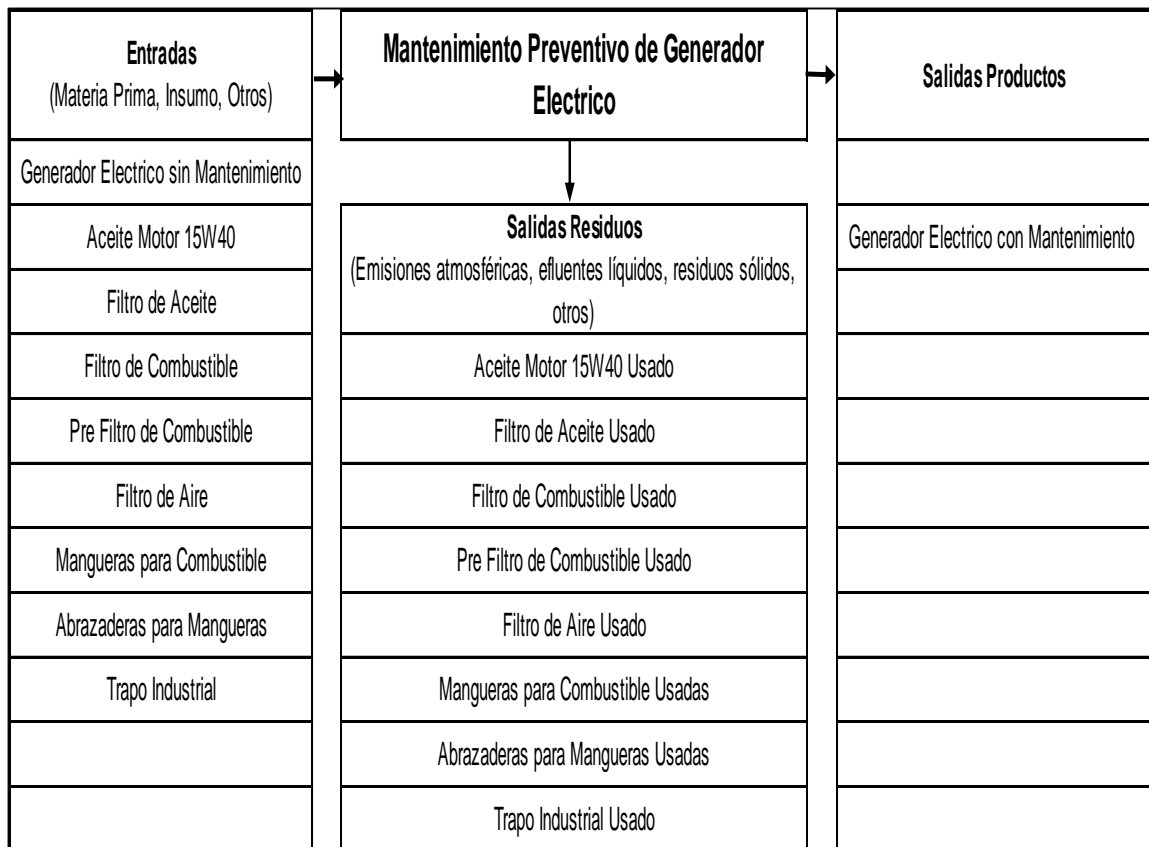 Entradas
(Materia Prima, Insumo, Otros)
Generador Electrico sin Mantenimiento
Aceite Motor 15W40
Filtro de Aceite
Filtro de Combustible
Pre Filtro de Combustible
Filtro de Aire
Mangueras para Combustible
Abrazaderas para Mangueras
Trapo Industrial
Mantenimiento Preventivo de Generador
Electrico
Salidas Residuos
(Emisiones atmosféricas, efluentes líquidos, residuos sólidos,
otros)
Aceite Motor 15W40 Usado
Filtro de Aceite Usado
Filtro de Combustible Usado
Pre Filtro de Combustible Usado
Filtro de Aire Usado
Mangueras para Combustible Usadas
Abrazaderas para Mangueras Usadas
Trapo Industrial Usado
Salidas Productos
Generador Electrico con Mantenimiento